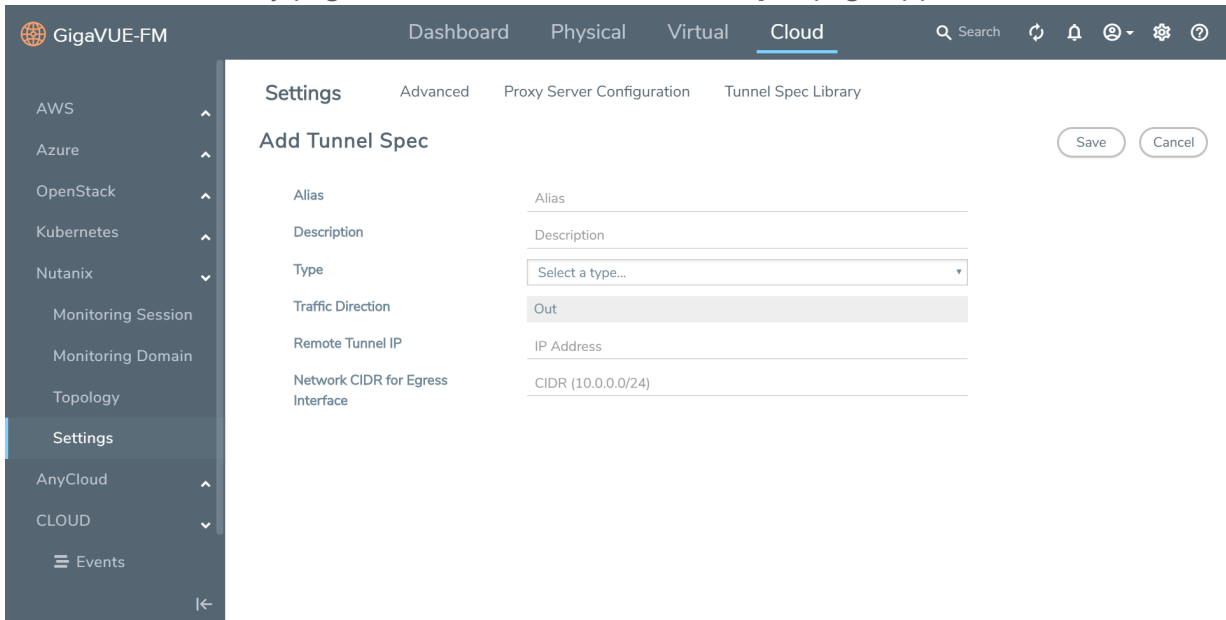 GigaVUE-FM
Dashboard Physical Virtual Cloud
Search
AWS
Azure
OpenStack
Kubernetes
Nutanix
Monitoring Session
Monitoring Domain
Topology
Settings
AnyCloud
CLOUD
Events
Settings Advanced Proxy Server Configuration Tunnel Spec Library
Add Tunnel Spec
Save Cancel
Alias Alias
Description Description
Type Select a type...
Traffic Direction Out
Remote Tunnel IP IP Address
Network CIDR for Egress CIDR (10.0.0.0/24)
Interface